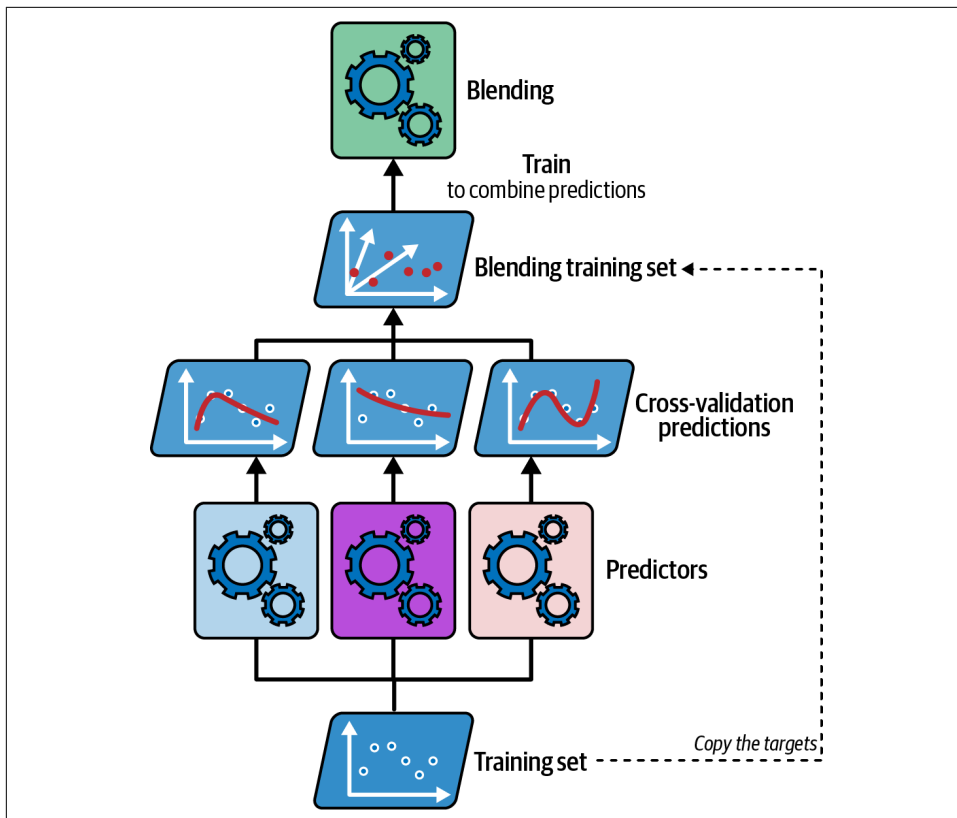 Blending
Train
to combine predictions
Blending training set
Cross-validation
predictions
Predictors
Copy the targets
Training set